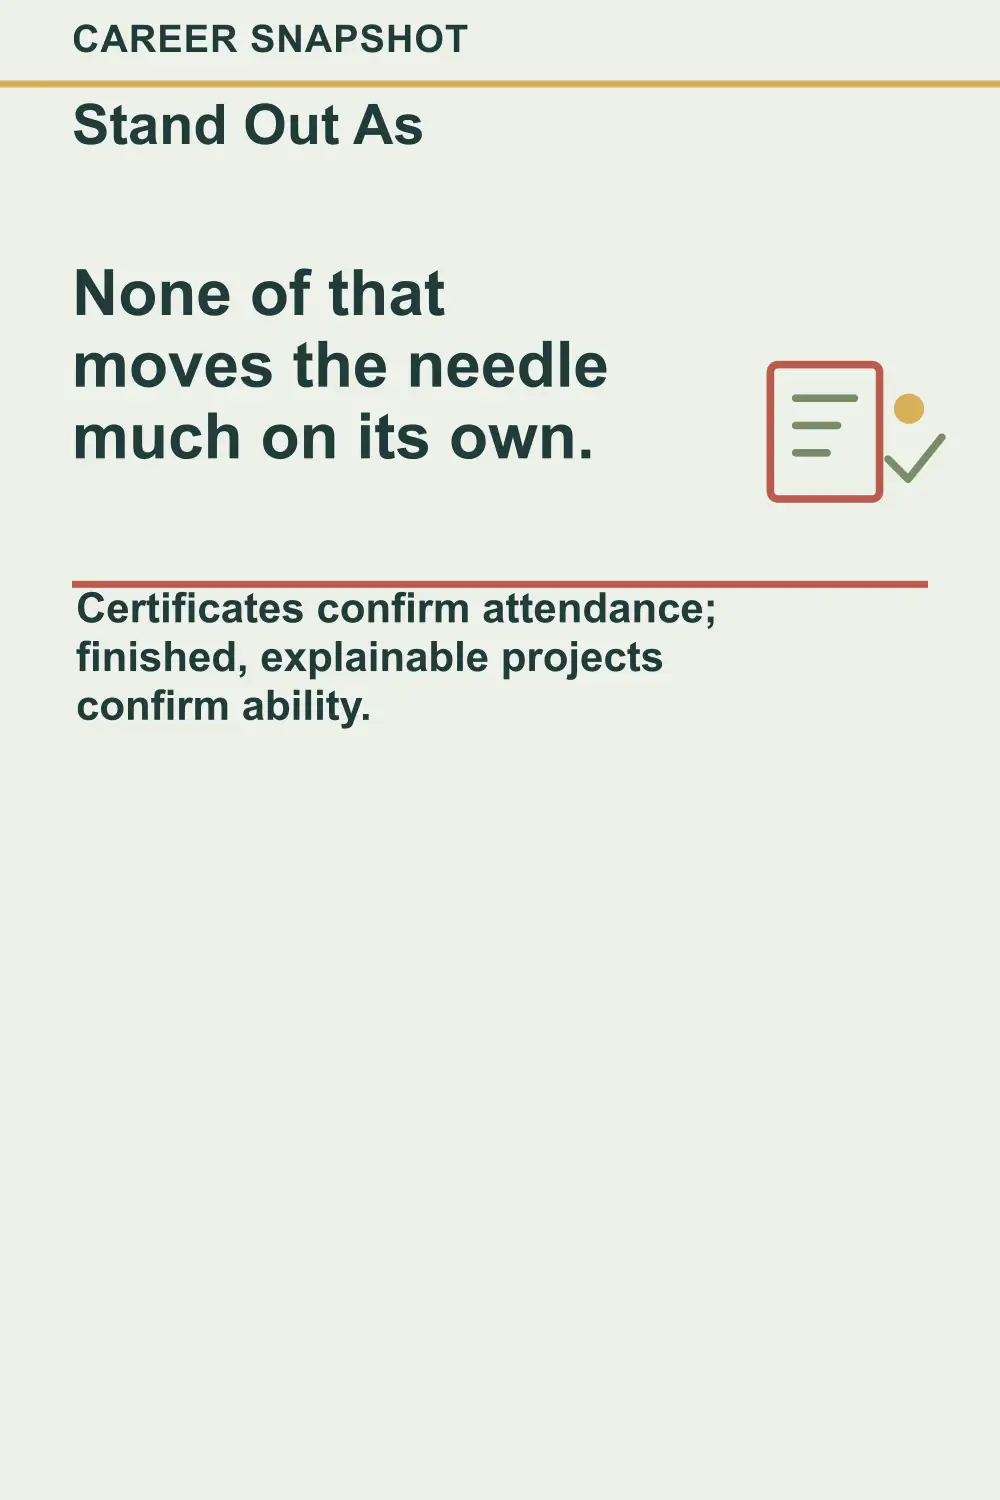 CAREER SNAPSHOT
Stand Out As
None of that
moves the needle
much on its own.
Certificates confirm attendance;
finished, explainable projects
confirm ability.